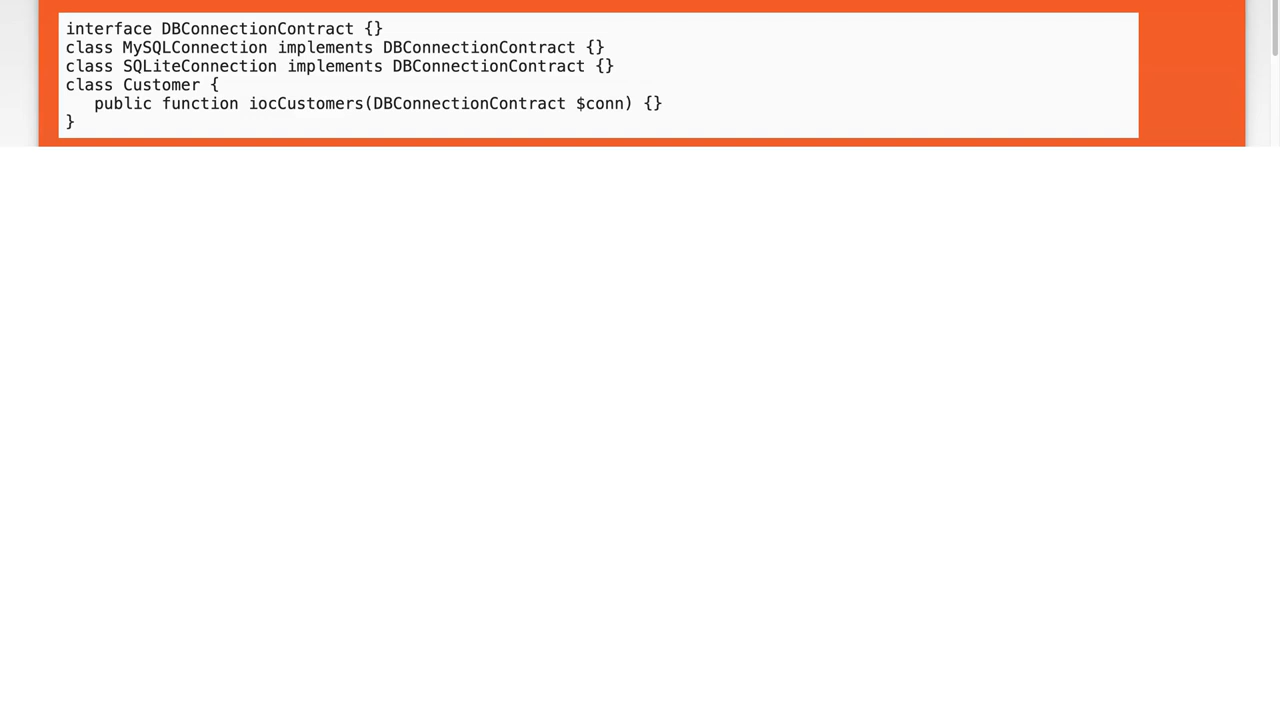 interface DBConnectionContract {}
class MySQLConnection implements DBConnectionContract {}
class SQLiteConnection implements DBConnectionContract {}
class Customer {
   public function iocCustomers(DBConnectionContract $conn) {}
}